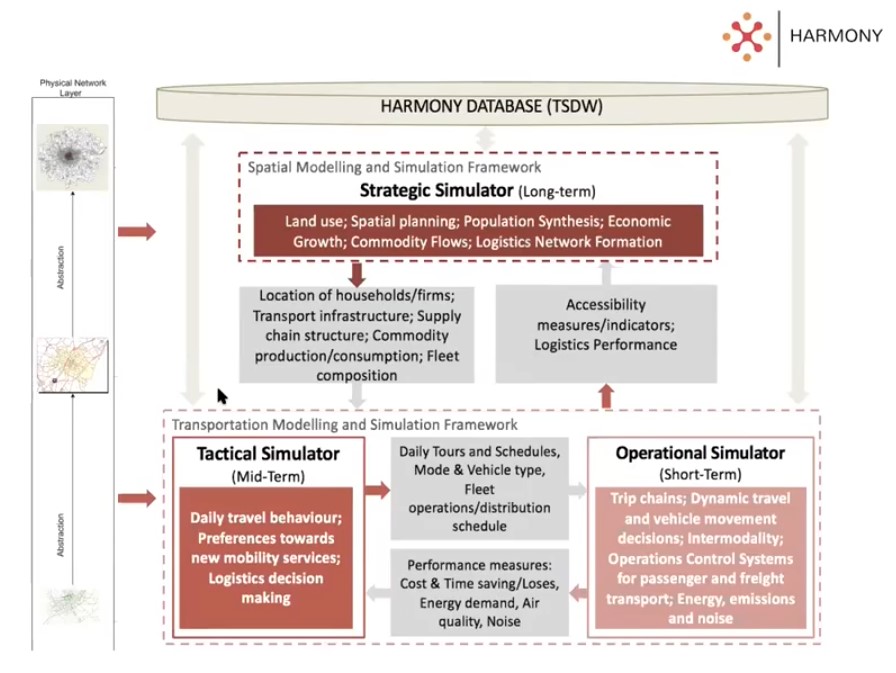 HARMONY
Physical Network
Layer
Abstraction
Abstraction
HARMONY DATABASE (TSDW)
Spatial Modelling and Simulation Framework
Strategic Simulator (Long-term)
Land use; Spatial planning; Population Synthesis; Economic
Growth; Commodity Flows; Logistics Network Formation
Location of households/firms;
Transport infrastructure; Supply
chain structure; Commodity
production/consumption; Fleet
composition
Accessibility
measures/indicators;
Logistics Performance
Transportation Modelling and Simulation Framework
Tactical Simulator
(Mid-Term)
Daily travel behaviour;
Preferences towards
new mobility services;
Logistics decision
making
Daily Tours and Schedules,
Mode & Vehicle type,
Fleet
operations/distribution
schedule
Performance measures:
Cost & Time saving/Loses,
Energy demand, Air
quality, Noise
Operational Simulator
(Short-Term)
Trip chains; Dynamic travel
and vehicle movement
decisions; Intermodality;
Operations Control Systems
for passenger and freight
transport; Energy, emissions
and noise